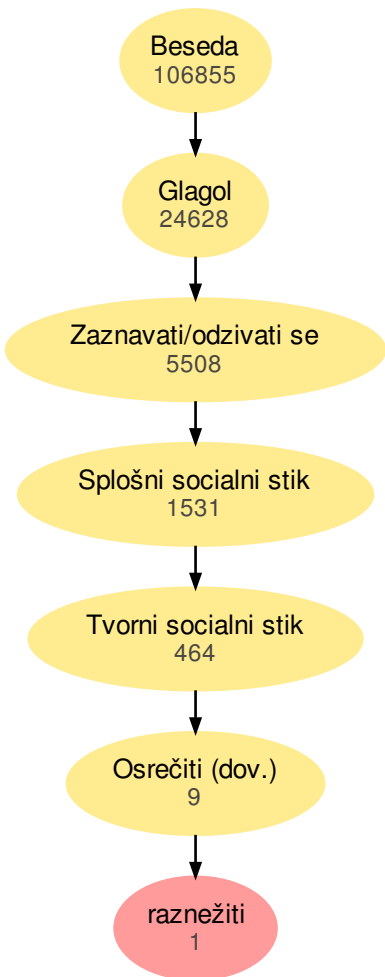 Beseda
106855
Glagol
24628
Zaznavati/odzivati se
5508
Splošni socialni stik
1531
Tvorni socialni stik
464
Osrečiti (dov.)
9
raznežiti
1